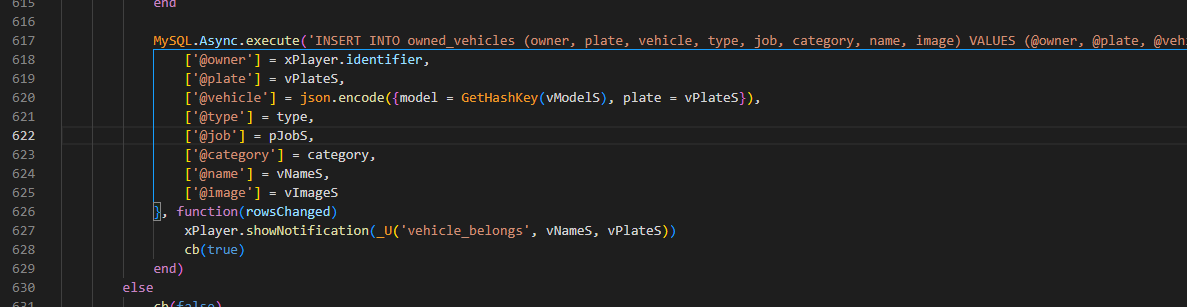 615 end
616
617 MySQL.Async.execute('INSERT INTO owned_vehicles (owner, plate, vehicle, type, job, category, name, image) VALUES (@owner, @plate, @vehi
618 ['@owner'] = xPlayer.identifier,
619 ['@plate'] = vPlateS,
620 ['@vehicle'] = json.encode({model = GetHashKey(vModelS), plate = vPlateS}),
621 ['@type'] = type,
622 ['@job'] = pJobS,
623 ['@category'] = category,
624 ['@name'] = vNameS,
625 ['@image'] = vImageS
626 }, function(rowsChanged)
627 xPlayer.showNotification(_U('vehicle_belongs', vNameS, vPlateS))
628 cb(true)
629 end)
630 else
631 cb(false)